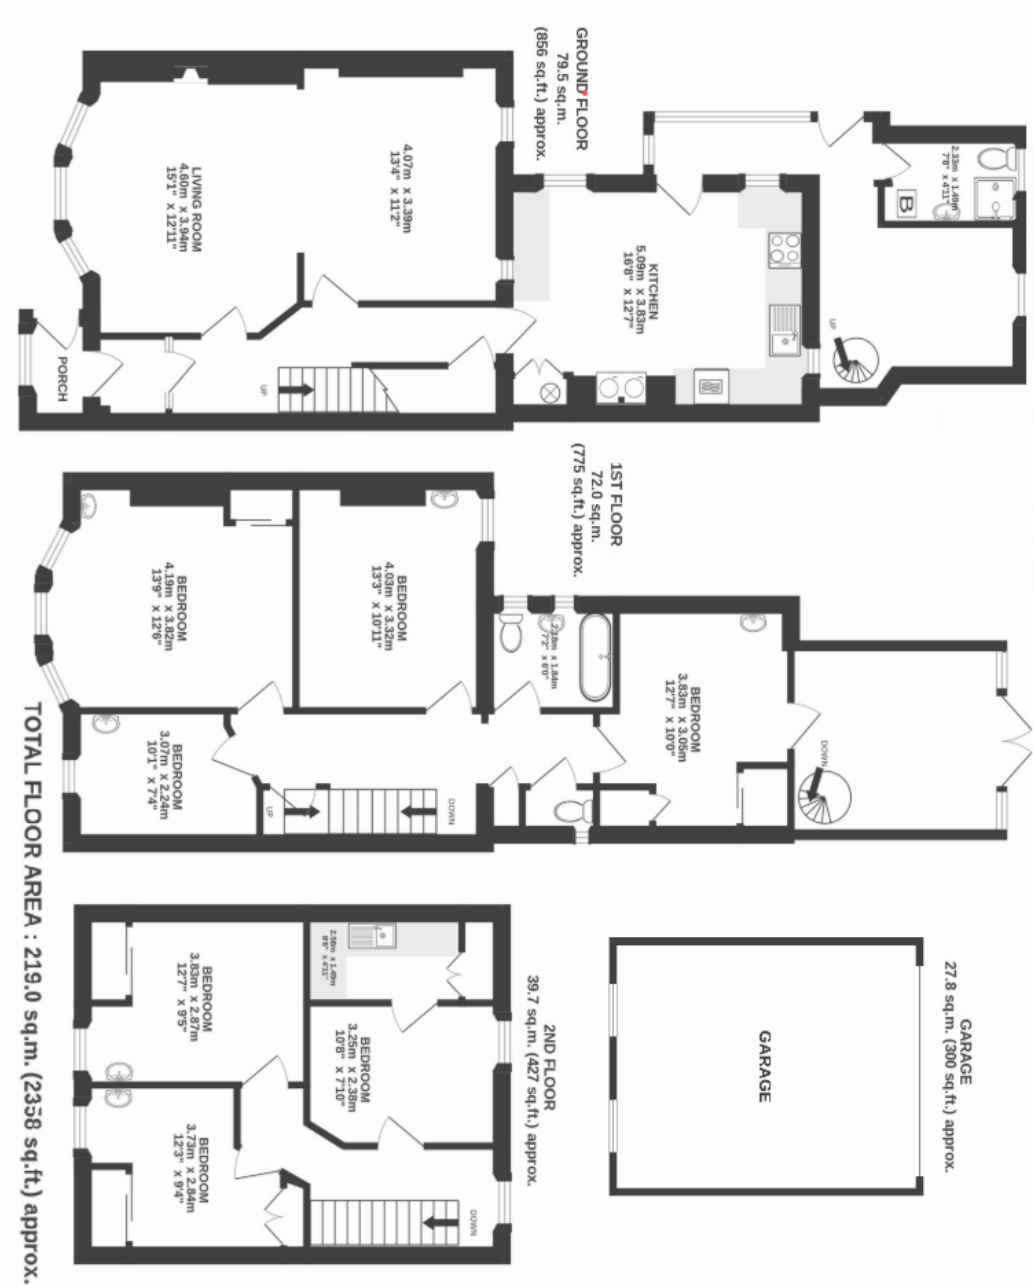 GROUND FLOOR
79.5 sq.m.
(856 sq.ft.) approx.
2.33m x 1.49m
7'8" x 4'11"
B
4.07m x 3.39m
13'4" x 11'2"
LIVING ROOM
4.60m x 3.94m
15'1" x 12'11"
KITCHEN
5.09m x 3.83m
16'8" x 12'7"
UP
UP
PORCH
1ST FLOOR
72.0 sq.m.
(775 sq.ft.) approx.
BEDROOM
4.19m x 3.82m
13'9" x 12'6"
BEDROOM
4.03m x 3.32m
13'3" x 10'11"
2.18m x 1.84m
7'2" x 6'0"
BEDROOM
3.83m x 3.05m
12'7" x 10'0"
DOWN
BEDROOM
3.07m x 2.24m
10'1" x 7'4"
UP
DOWN
2ND FLOOR
39.7 sq.m. (427 sq.ft.) approx.
2.58m x 1.49m
8'6" x 4'11"
BEDROOM
3.83m x 2.87m
12'7" x 9'5"
BEDROOM
3.25m x 2.38m
10'8" x 7'10"
BEDROOM
3.73m x 2.84m
12'3" x 9'4"
DOWN
GARAGE
27.8 sq.m. (300 sq.ft.) approx.
GARAGE
TOTAL FLOOR AREA : 219.0 sq.m. (2358 sq.ft.) approx.